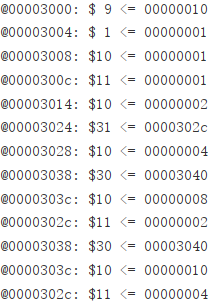 @00003000: $ 9 <= 00000010
@00003004: $ 1 <= 00000001
@00003008: $10 <= 00000001
@0000300c: $11 <= 00000001
@00003014: $10 <= 00000002
@00003024: $31 <= 0000302c
@00003028: $10 <= 00000004
@00003038: $30 <= 00003040
@0000303c: $10 <= 00000008
@0000302c: $11 <= 00000002
@00003038: $30 <= 00003040
@0000303c: $10 <= 00000010
@0000302c: $11 <= 00000004